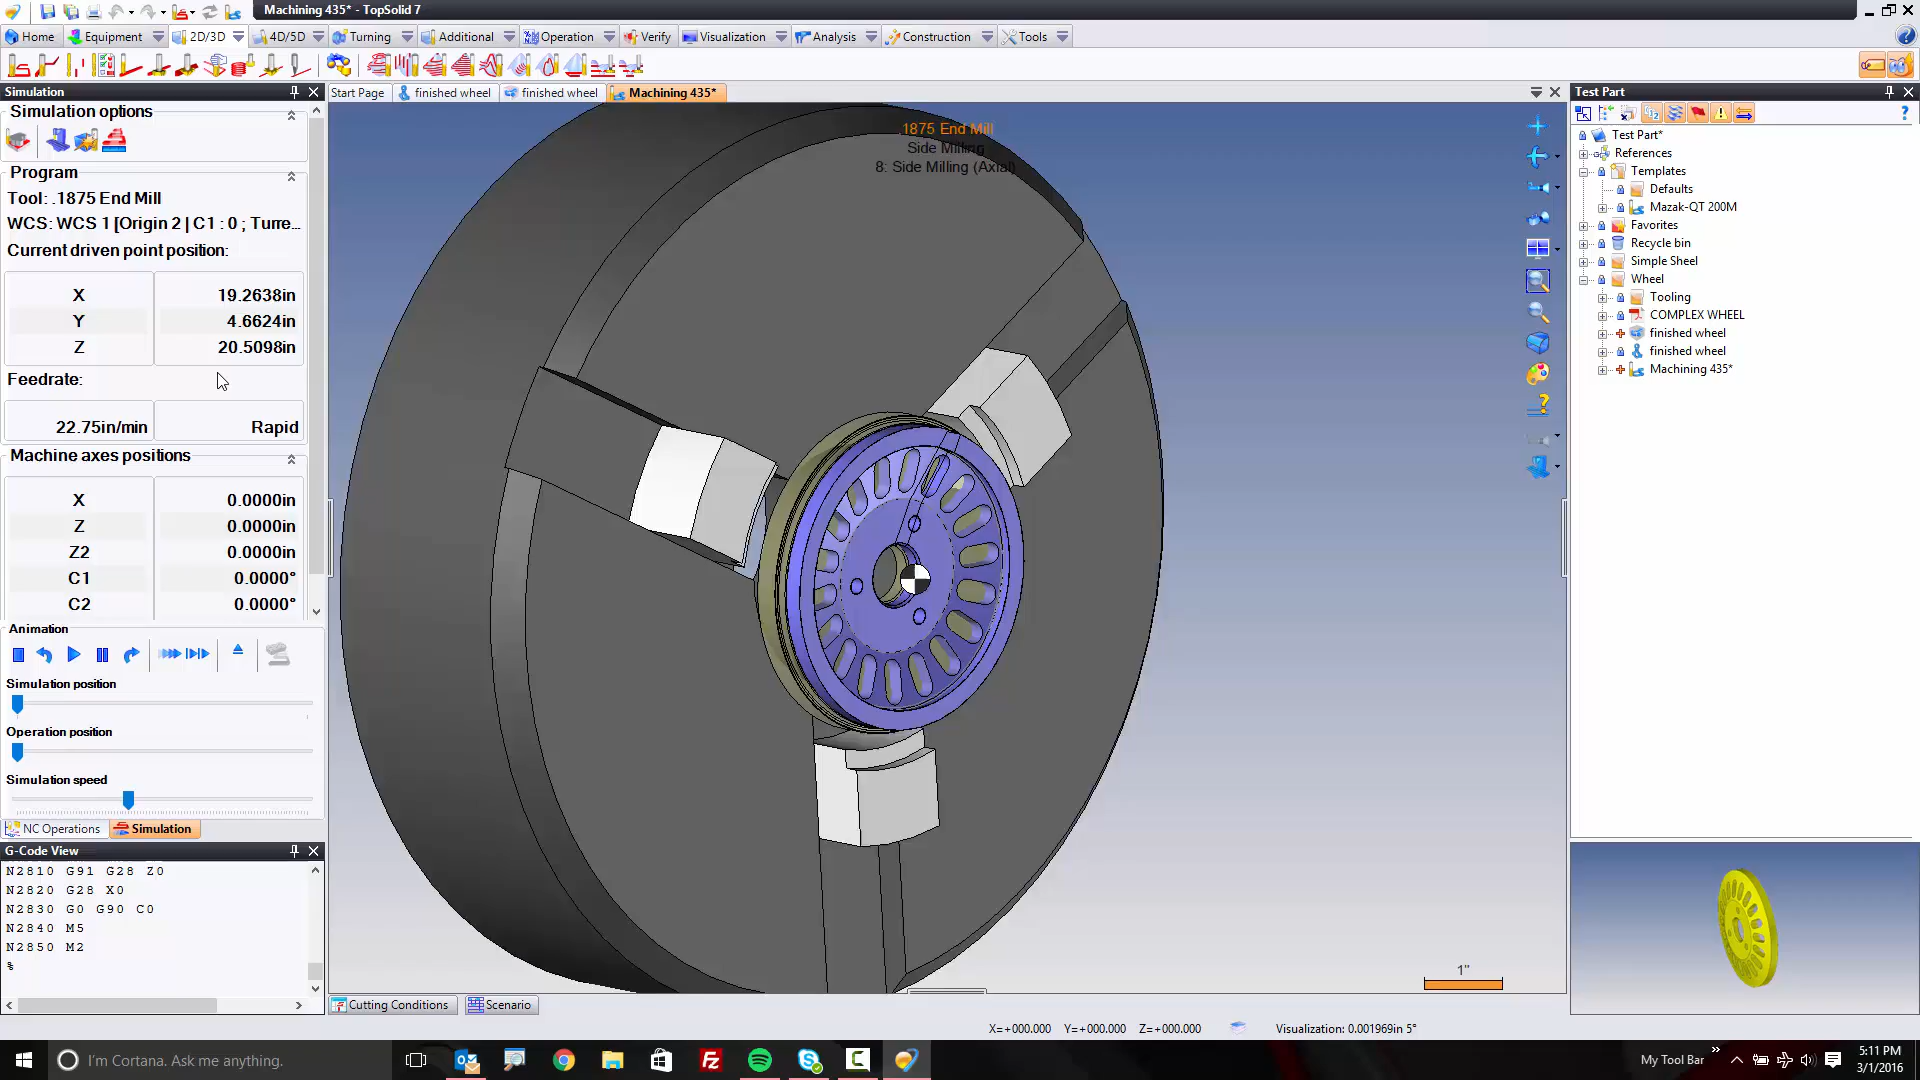 Machining 435* - TopSolid 7
Home
Equipment
2D/3D
4D/5D
Turning
Additional
Operation
Verify
Visualization
Analysis
Construction
Tools
Simulation
Simulation options
Program
Tool: .1875 End Mill
WCS: WCS 1 [Origin 2 | C1 : 0 ; Turre...
Current driven point position:
X 19.2638in
Y 4.6624in
Z 20.5098in
Feedrate:
22.75in/min Rapid
Machine axes positions
X 0.0000in
Z 0.0000in
Z2 0.0000in
C1 0.0000°
C2 0.0000°
Animation
Simulation position
Operation position
Simulation speed
NC Operations
Simulation
G-Code View
N2810 G91 G28 Z0
N2820 G28 X0
N2830 G0 G90 C0
N2840 M5
N2850 M2
%
Start Page
finished wheel
finished wheel
Machining 435*
1875 End Mill
Side Milling
8: Side Milling (Axial)
1"
Cutting Conditions
Scenario
X=+000.000 Y=+000.000 Z=+000.000
Visualization: 0.001969in 5°
Test Part
Test Part*
References
Templates
Defaults
Mazak-QT 200M
Favorites
Recycle bin
Simple Sheel
Wheel
Tooling
COMPLEX WHEEL
finished wheel
finished wheel
Machining 435*
I'm Cortana. Ask me anything.
My Tool Bar
5:11 PM
3/1/2016